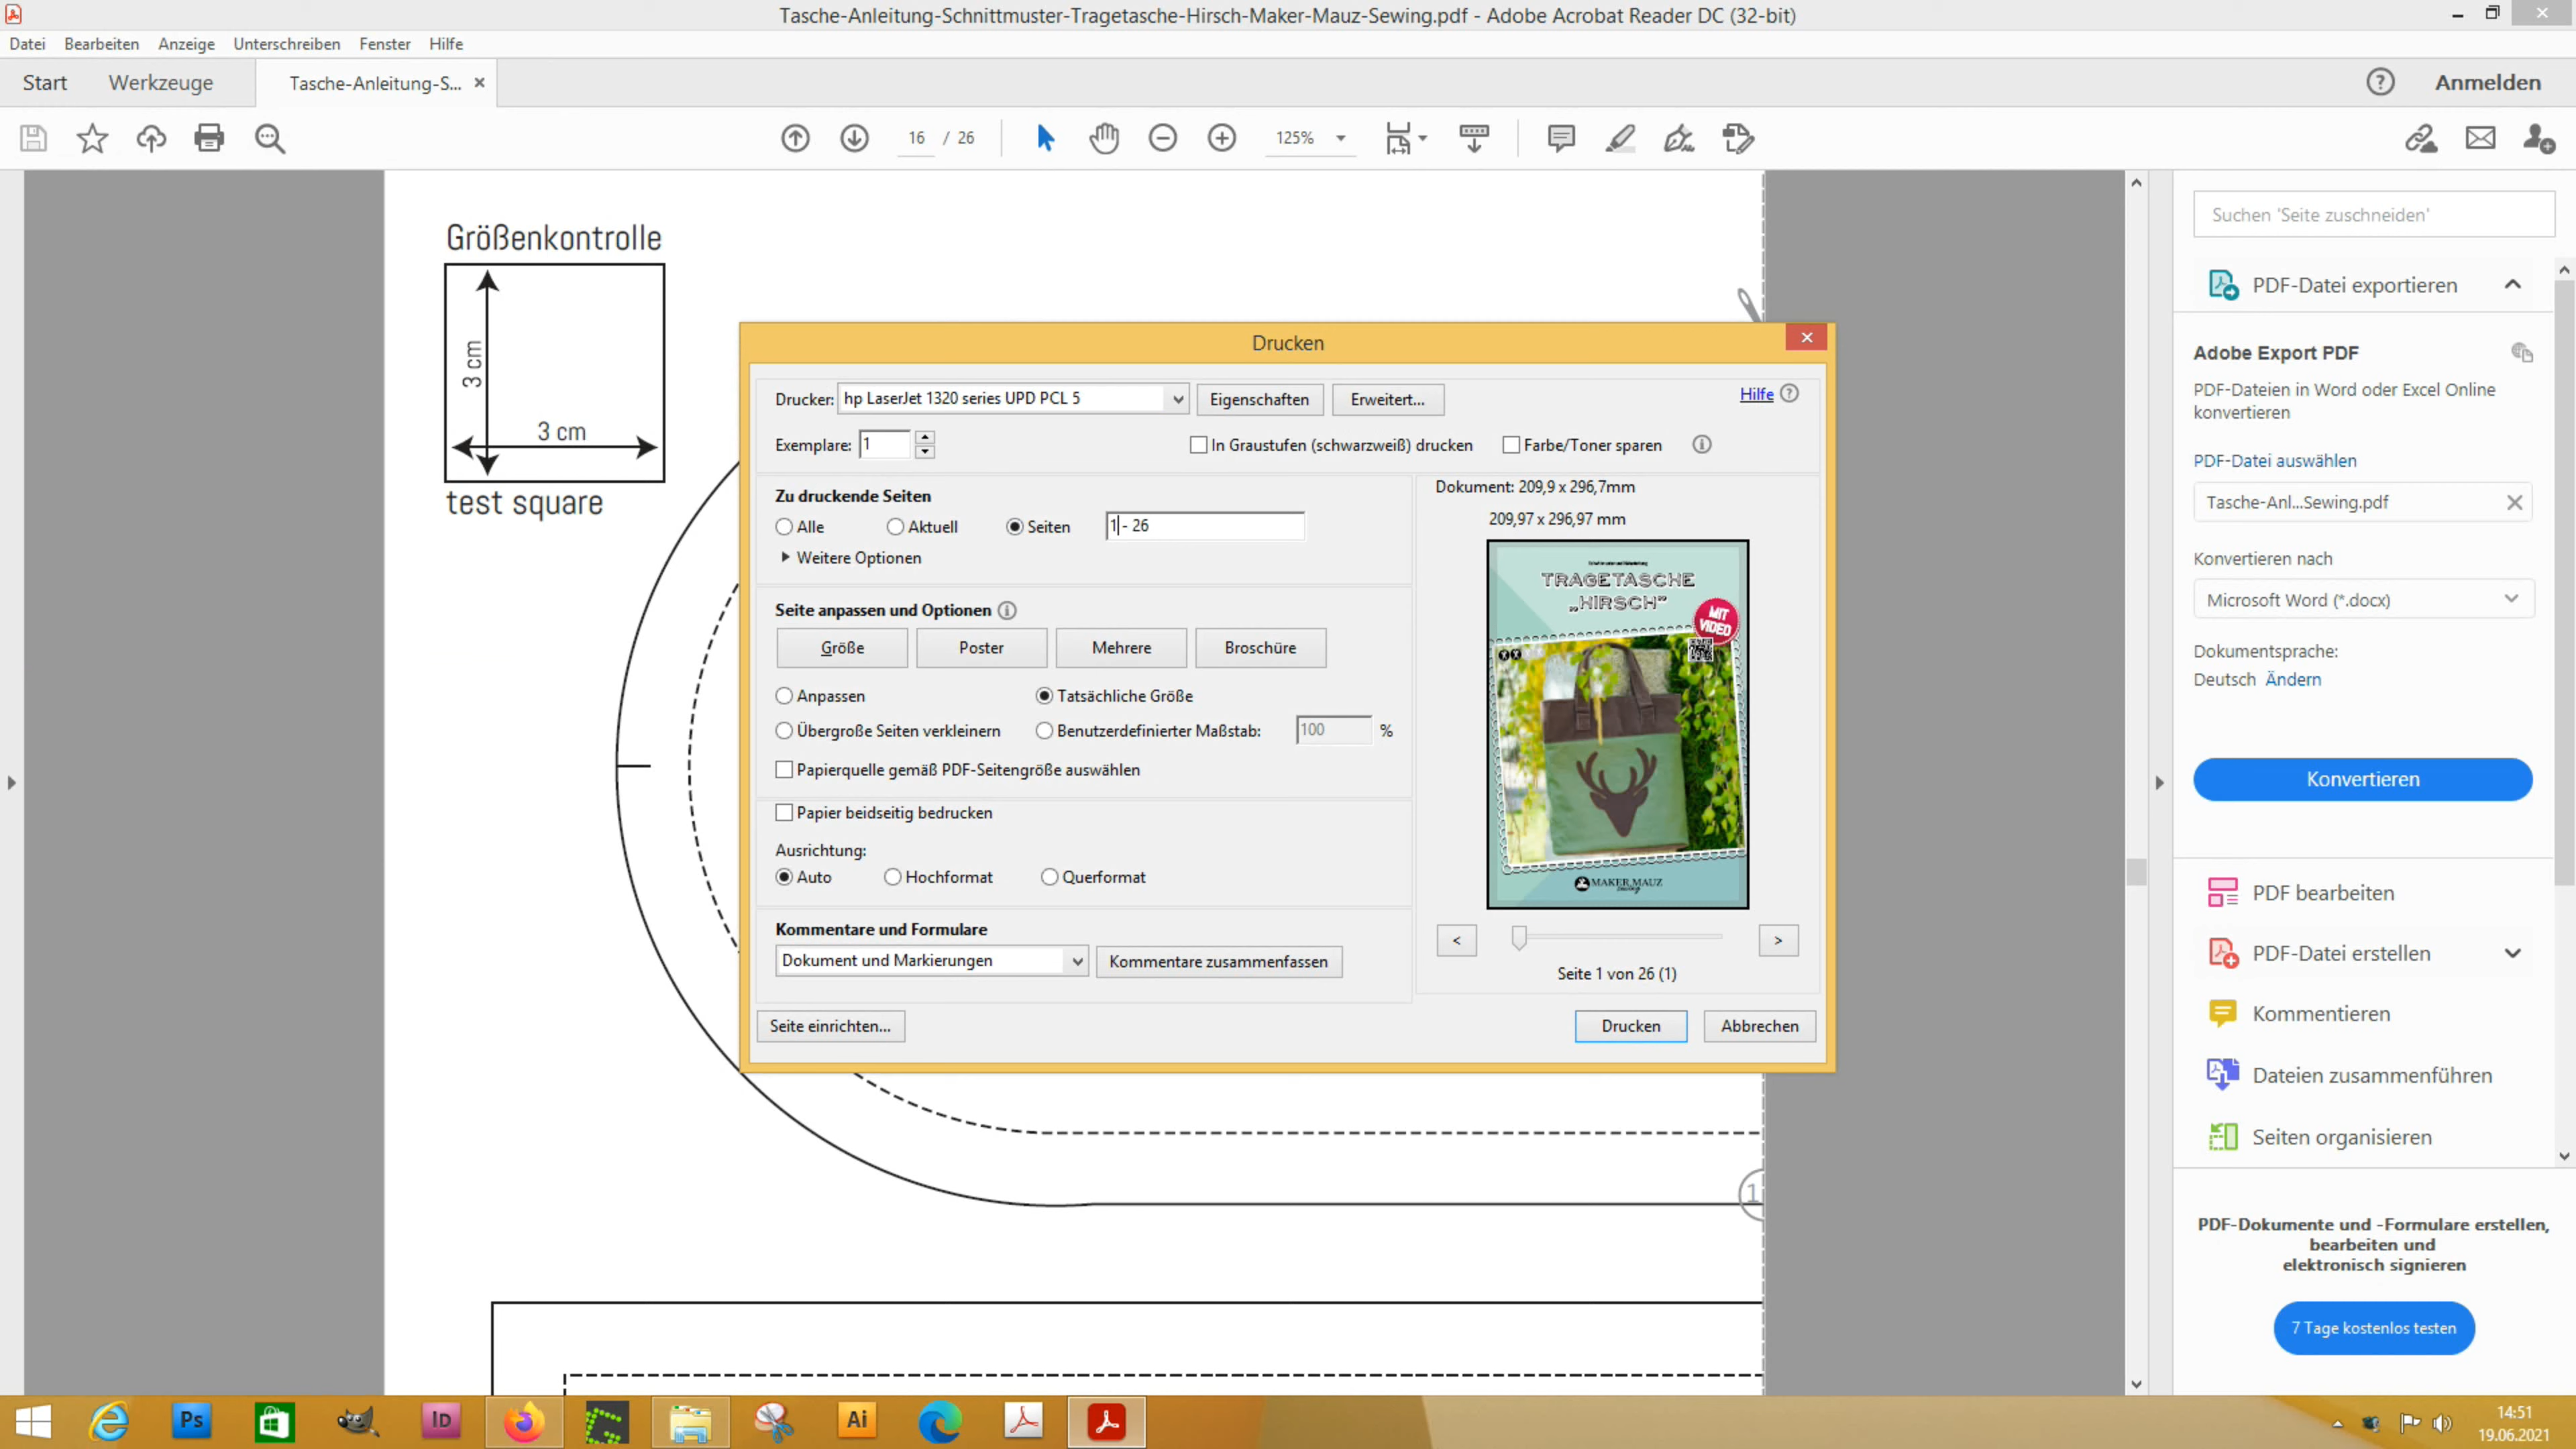 Tasche-Anleitung-Schnittmuster-Tragetasche-Hirsch-Maker-Mauz-Sewing.pdf - Adobe Acrobat Reader DC (32-bit)
Datei Bearbeiten Anzeige Unterschreiben Fenster Hilfe
Start Werkzeuge Tasche-Anleitung-S... Anmelden
16 / 26 125%
Größenkontrolle
3 cm
3 cm
test square
1
Drucken
Drucker: hp LaserJet 1320 series UPD PCL 5 Eigenschaften Erweitert... Hilfe
Exemplare: 1 In Graustufen (schwarzweiß) drucken Farbe/Toner sparen
Zu druckende Seiten
Alle Aktuell Seiten 1 - 26
Weitere Optionen
Seite anpassen und Optionen
Größe Poster Mehrere Broschüre
Anpassen Tatsächliche Größe
Übergroße Seiten verkleinern Benutzerdefinierter Maßstab: 100 %
Papierquelle gemäß PDF-Seitengröße auswählen
Papier beidseitig bedrucken
Ausrichtung:
Auto Hochformat Querformat
Kommentare und Formulare
Dokument und Markierungen Kommentare zusammenfassen
Seite einrichten...
Dokument: 209,9 x 296,7mm
209,97 x 296,97 mm
TRAGETASCHE
„HIRSCH”
MIT
VIDEO
MAKER MAUZ
sewing
< >
Seite 1 von 26 (1)
Drucken Abbrechen
Suchen 'Seite zuschneiden'
PDF-Datei exportieren
Adobe Export PDF
PDF-Dateien in Word oder Excel Online
konvertieren
PDF-Datei auswählen
Tasche-Anl...Sewing.pdf
Konvertieren nach
Microsoft Word (*.docx)
Dokumentsprache:
Deutsch Ändern
Konvertieren
PDF bearbeiten
PDF-Datei erstellen
Kommentieren
Dateien zusammenführen
Seiten organisieren
PDF-Dokumente und -Formulare erstellen,
bearbeiten und
elektronisch signieren
7 Tage kostenlos testen
Ps Id Ai
14:51
19.06.2021